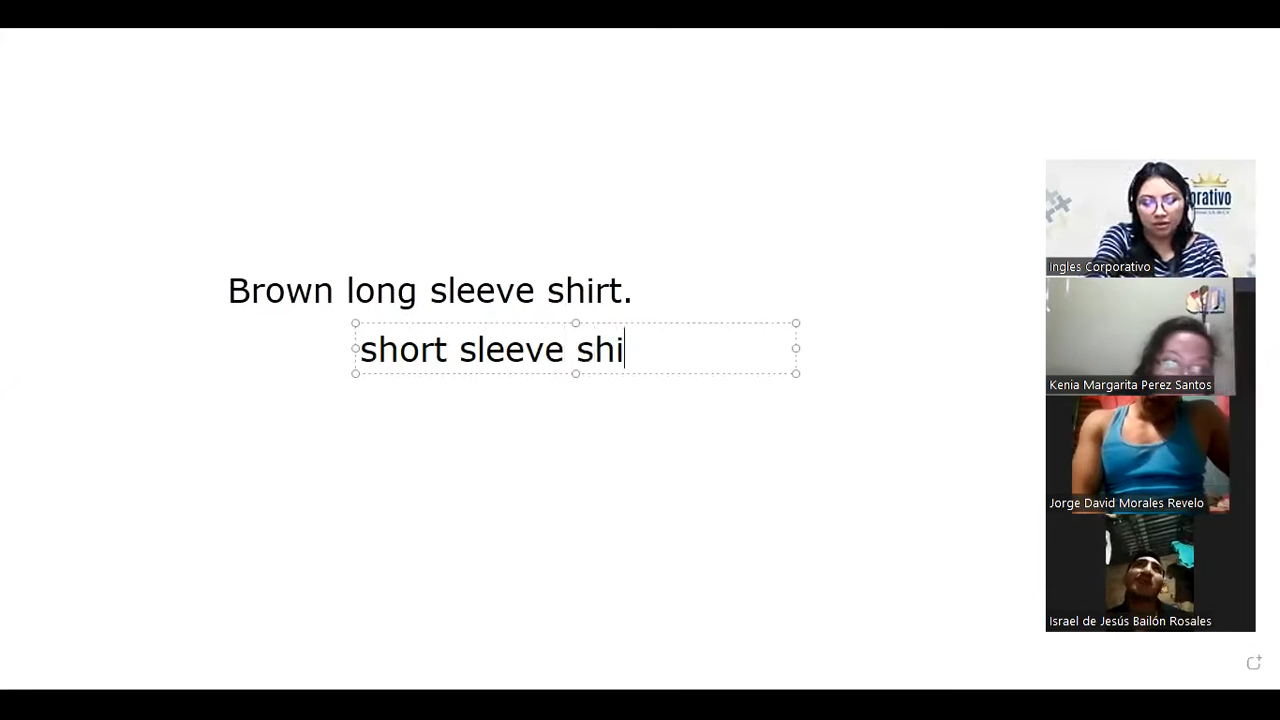 Brown long sleeve shirt.
short sleeve shi
orativo
Ingles Corporativo
Kenia Margarita Perez Santos
Jorge David Morales Revelo
Israel de Jesús Bailón Rosales